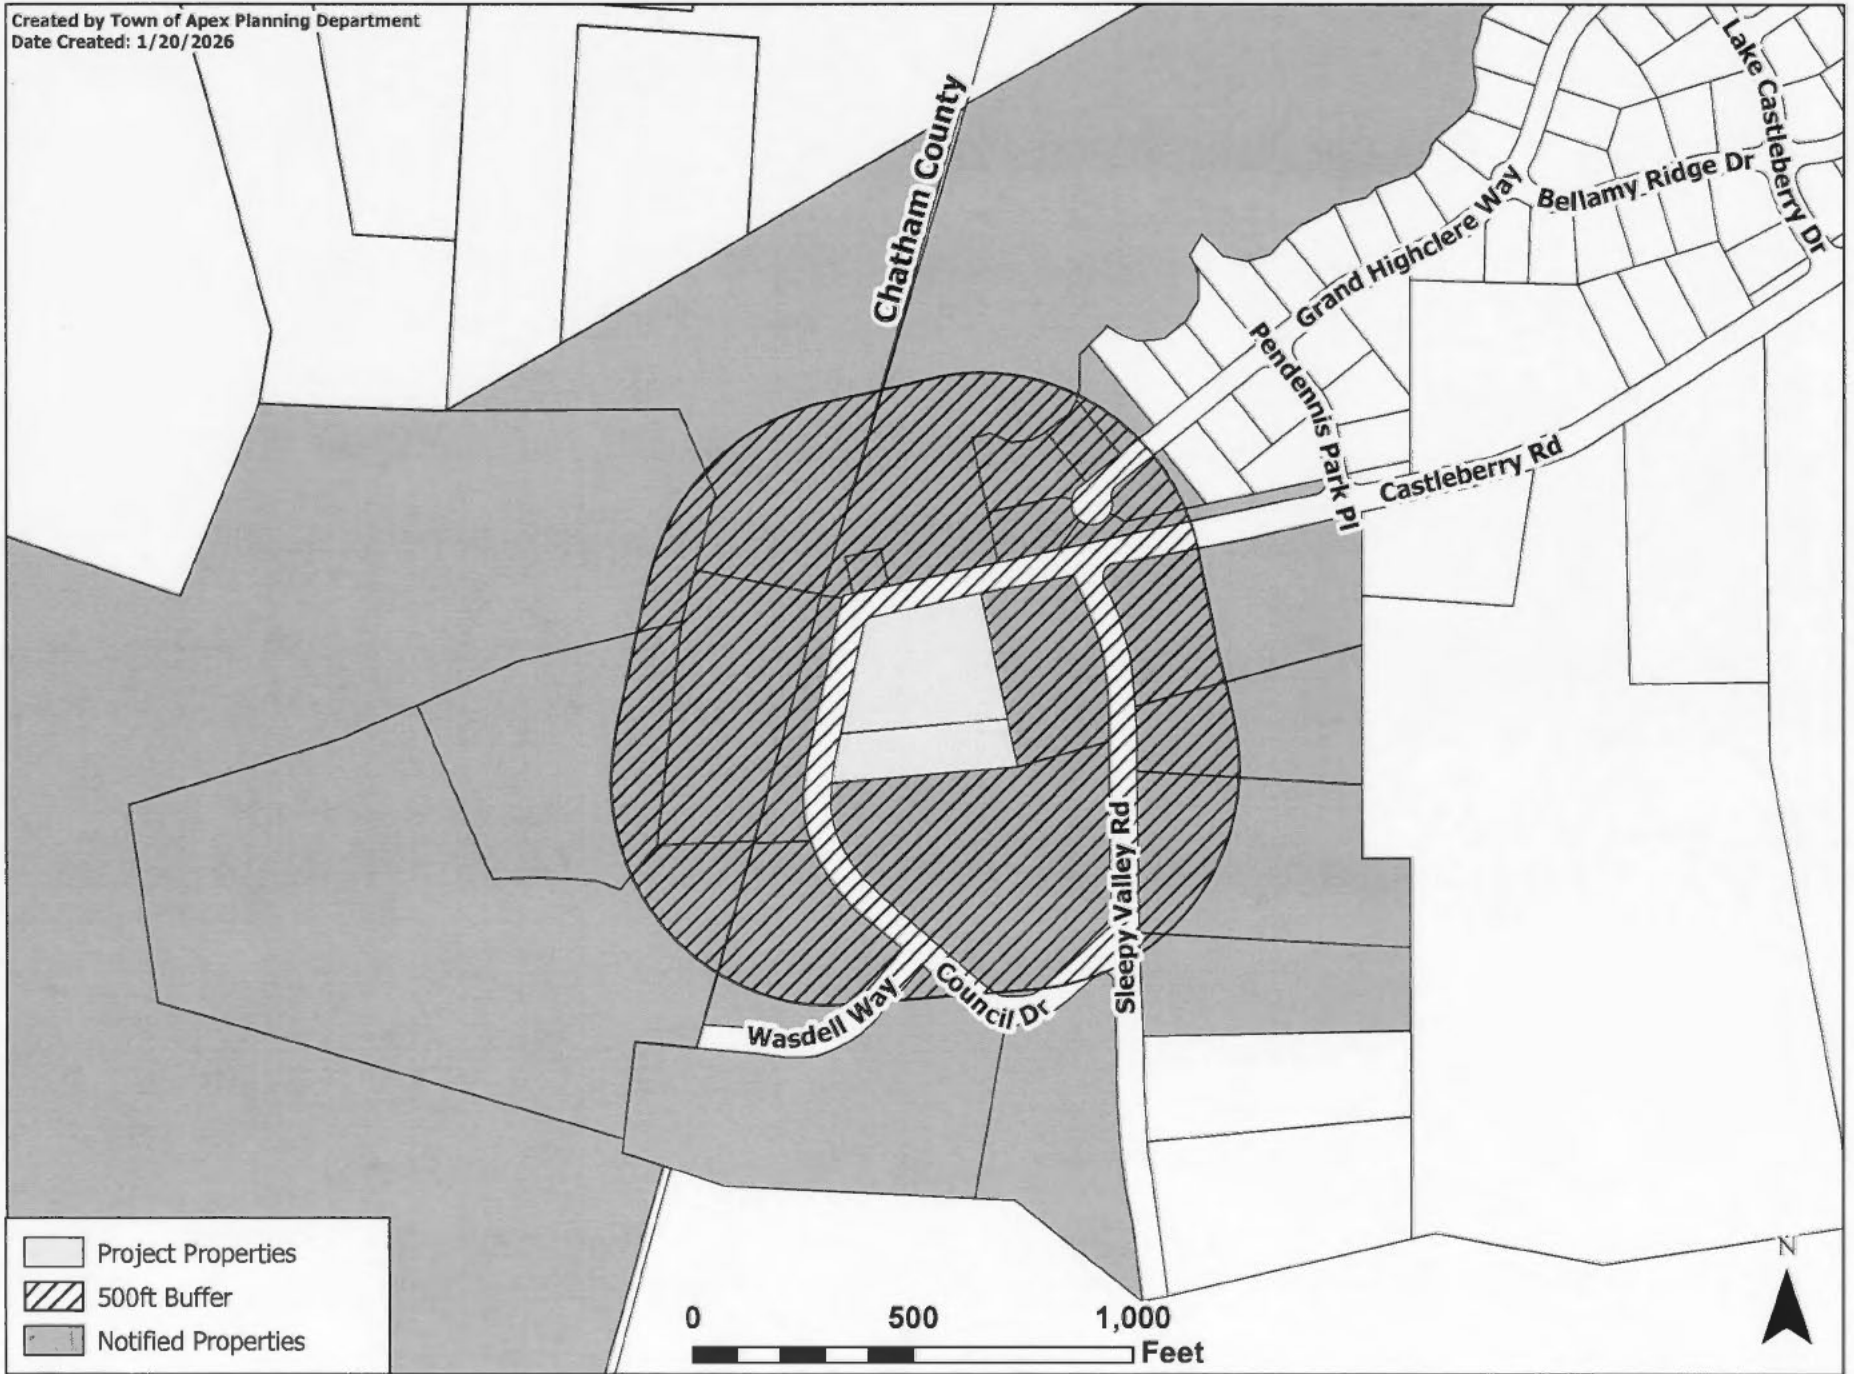 Created by Town of Apex Planning Department
Date Created: 1/20/2026
Lake Castleberry Dr
Chatham County
Bellamy Ridge Dr
Grand Highclere Way
Pendennis Park Pl
Castleberry Rd
Sleepy Valley Rd
Council Dr
Wasdell Way
Project Properties
500ft Buffer
Notified Properties
0 500 1,000
Feet
N